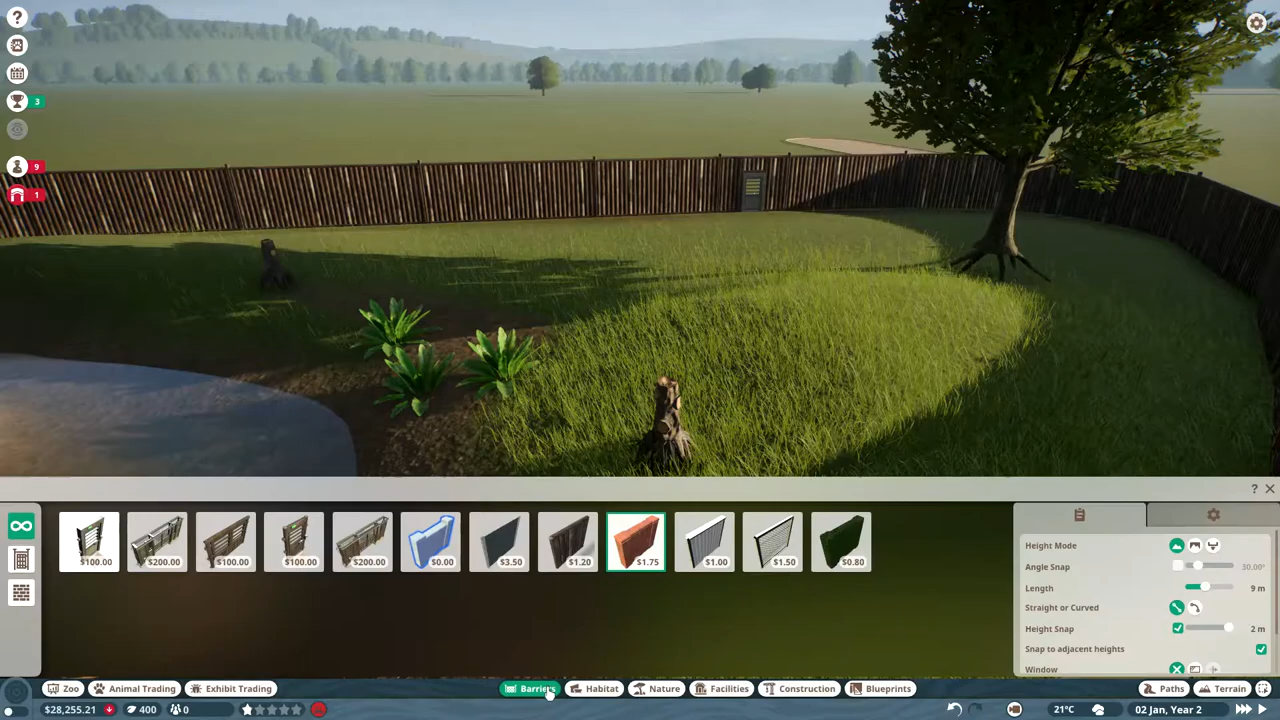 ?
3
9
1
?
$100.00
$200.00
$100.00
$100.00
$200.00
$0.00
$3.50
$1.20
$1.75
$1.00
$1.50
$0.80
Height Mode
Angle Snap 30.00°
Length 9 m
Straight or Curved
Height Snap 2 m
Snap to adjacent heights
Window
Zoo Animal Trading Exhibit Trading Barriers Habitat Nature Facilities Construction Blueprints Paths Terrain
$28,255.21 400 0 21°C 02 Jan, Year 2